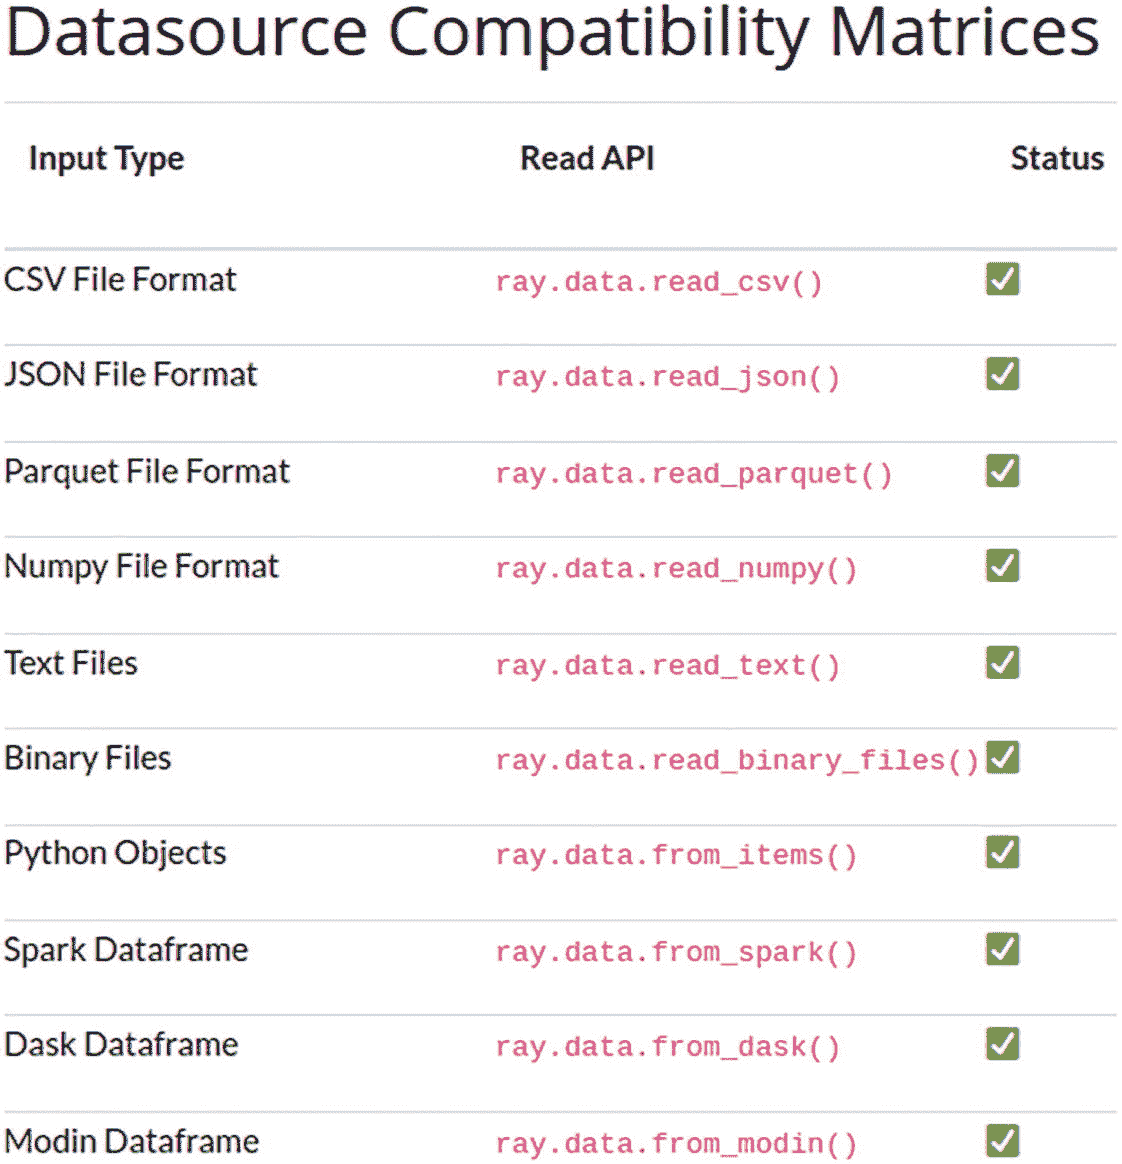 Datasource Compatibility Matrices
Input Type Read API Status
CSV File Format ray.data.read_csv() ✅
JSON File Format ray.data.read_json() ✅
Parquet File Format ray.data.read_parquet() ✅
Numpy File Format ray.data.read_numpy() ✅
Text Files ray.data.read_text() ✅
Binary Files ray.data.read_binary_files() ✅
Python Objects ray.data.from_items() ✅
Spark Dataframe ray.data.from_spark() ✅
Dask Dataframe ray.data.from_dask() ✅
Modin Dataframe ray.data.from_modin() ✅